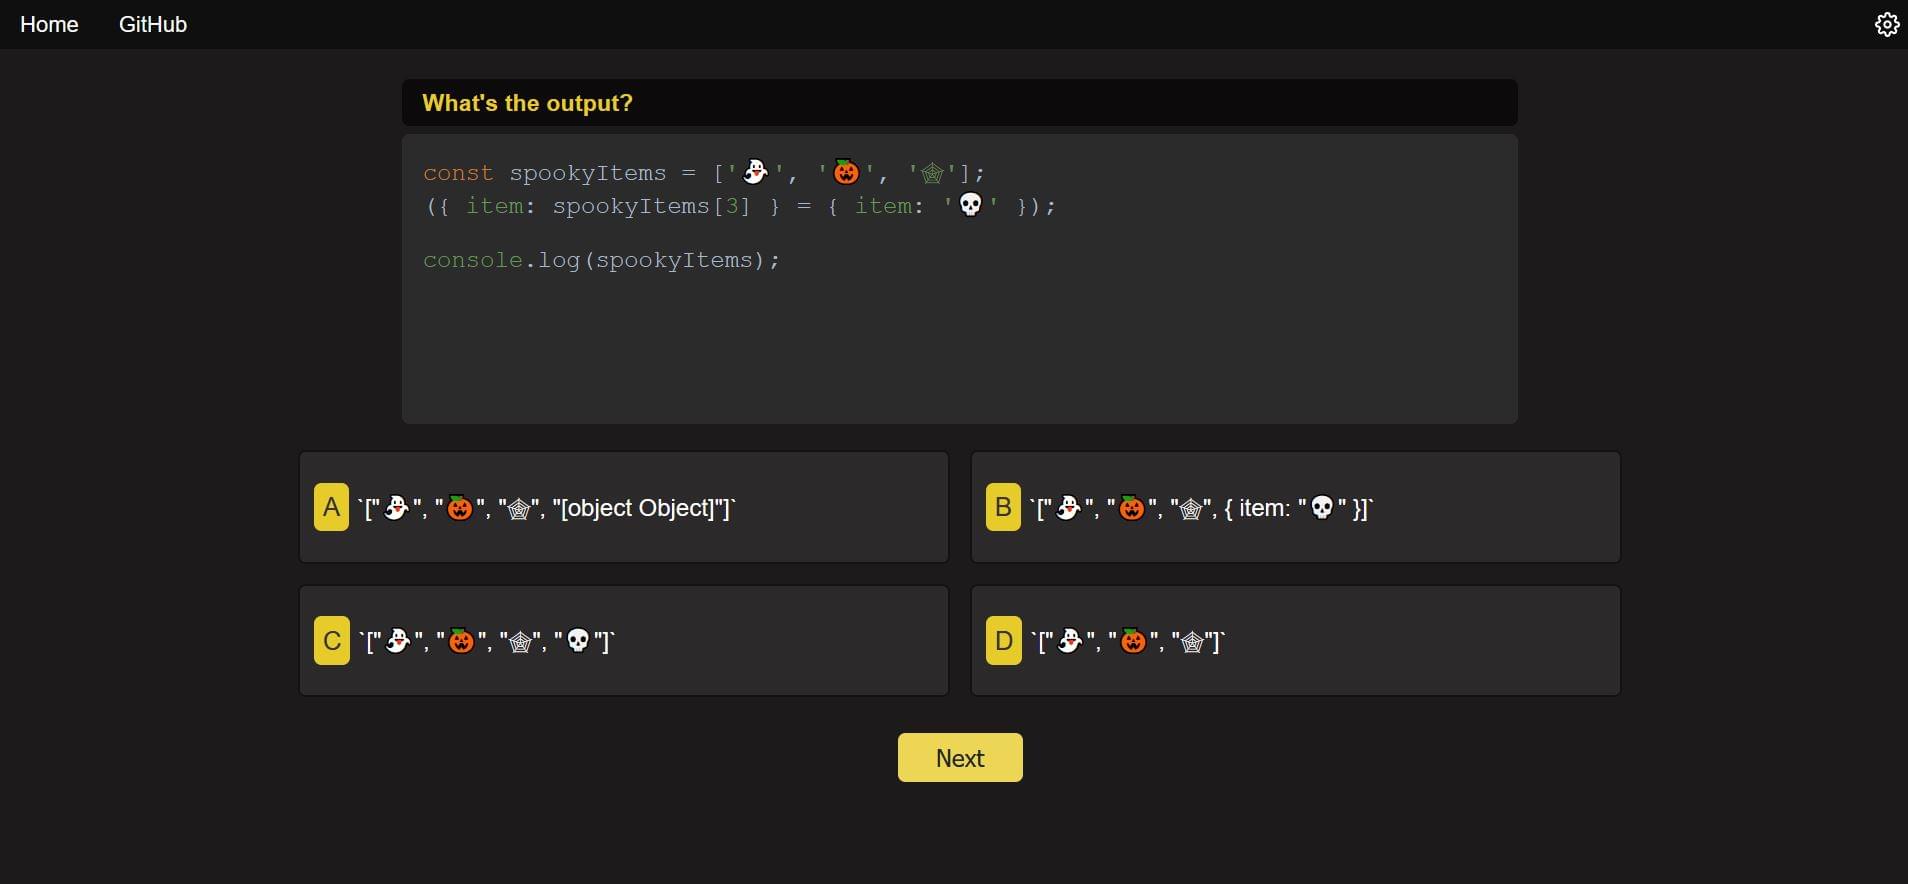 Home GitHub
What's the output?
const spookyItems = ['👻', '🎃', '🕸'];
({ item: spookyItems[3] } = { item: '💀' });
console.log(spookyItems);
A `["👻", "🎃", "🕸", "[object Object]"]`
B `["👻", "🎃", "🕸", { item: "💀" }]`
C `["👻", "🎃", "🕸", "💀"]`
D `["👻", "🎃", "🕸"]`
Next